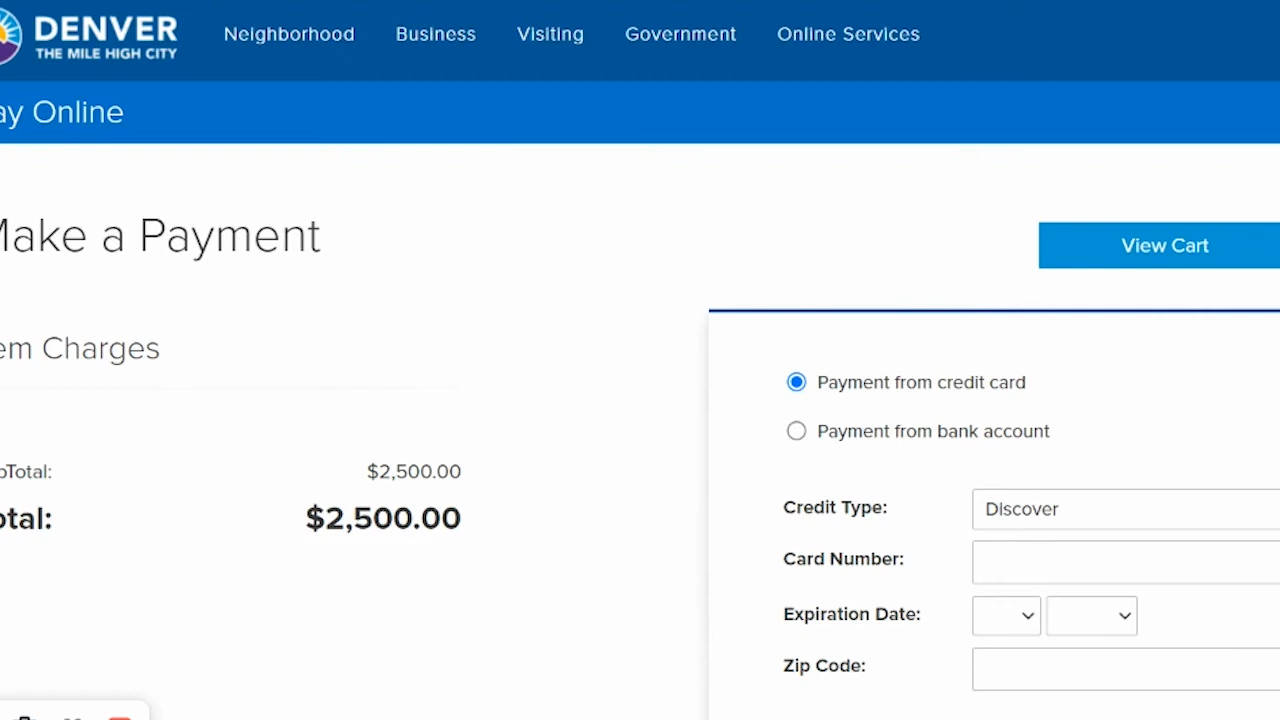 DENVER
THE MILE HIGH CITY
Neighborhood Business Visiting Government Online Services
ay Online
Make a Payment
View Cart
em Charges
Payment from credit card
Payment from bank account
Total: $2,500.00
otal: $2,500.00
Credit Type: Discover
Card Number:
Expiration Date:
Zip Code: